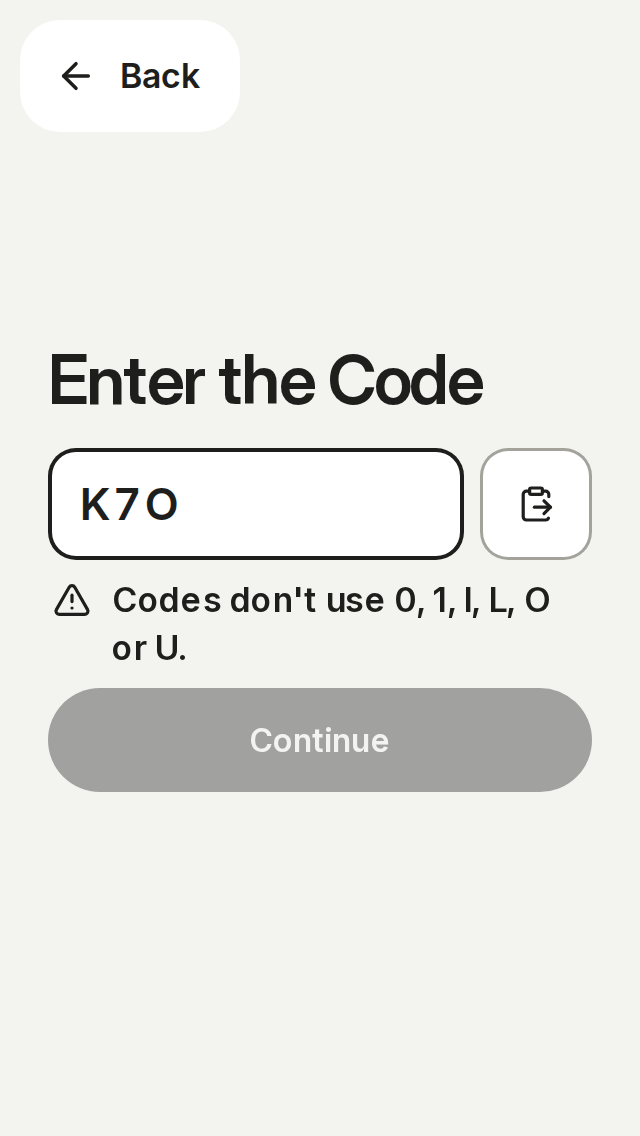 Back
Enter the Code
K7O
Codes don't use 0, 1, I, L, O
or U.
Continue